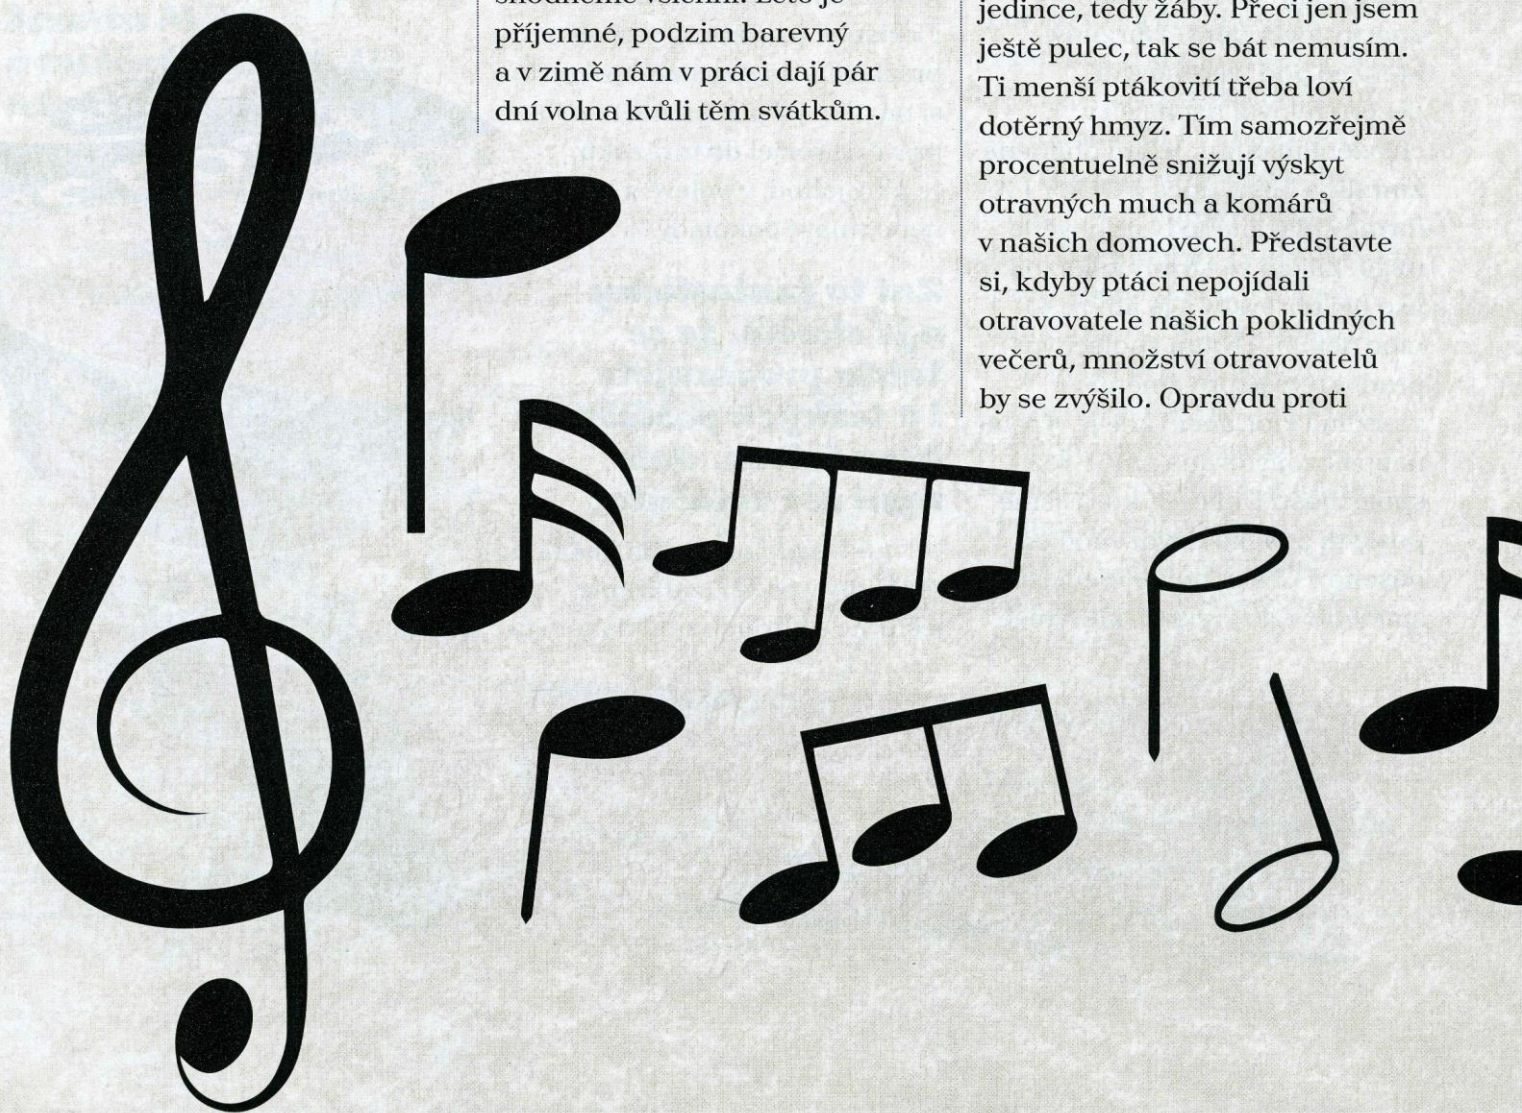 příjemné, podzim barevný
a v zimě nám v práci dají pár
dní volna kvůli těm svátkům.
jedince, tedy žáby. Přeci jen jsem
ještě pulec, tak se bát nemusím.
Ti menší ptákovití třeba loví
dotěrný hmyz. Tím samozřejmě
procentuelně snižují výskyt
otravných much a komárů
v našich domovech. Představte
si, kdyby ptáci nepojídali
otravovatele našich poklidných
večerů, množství otravovatelů
by se zvýšilo. Opravdu proti